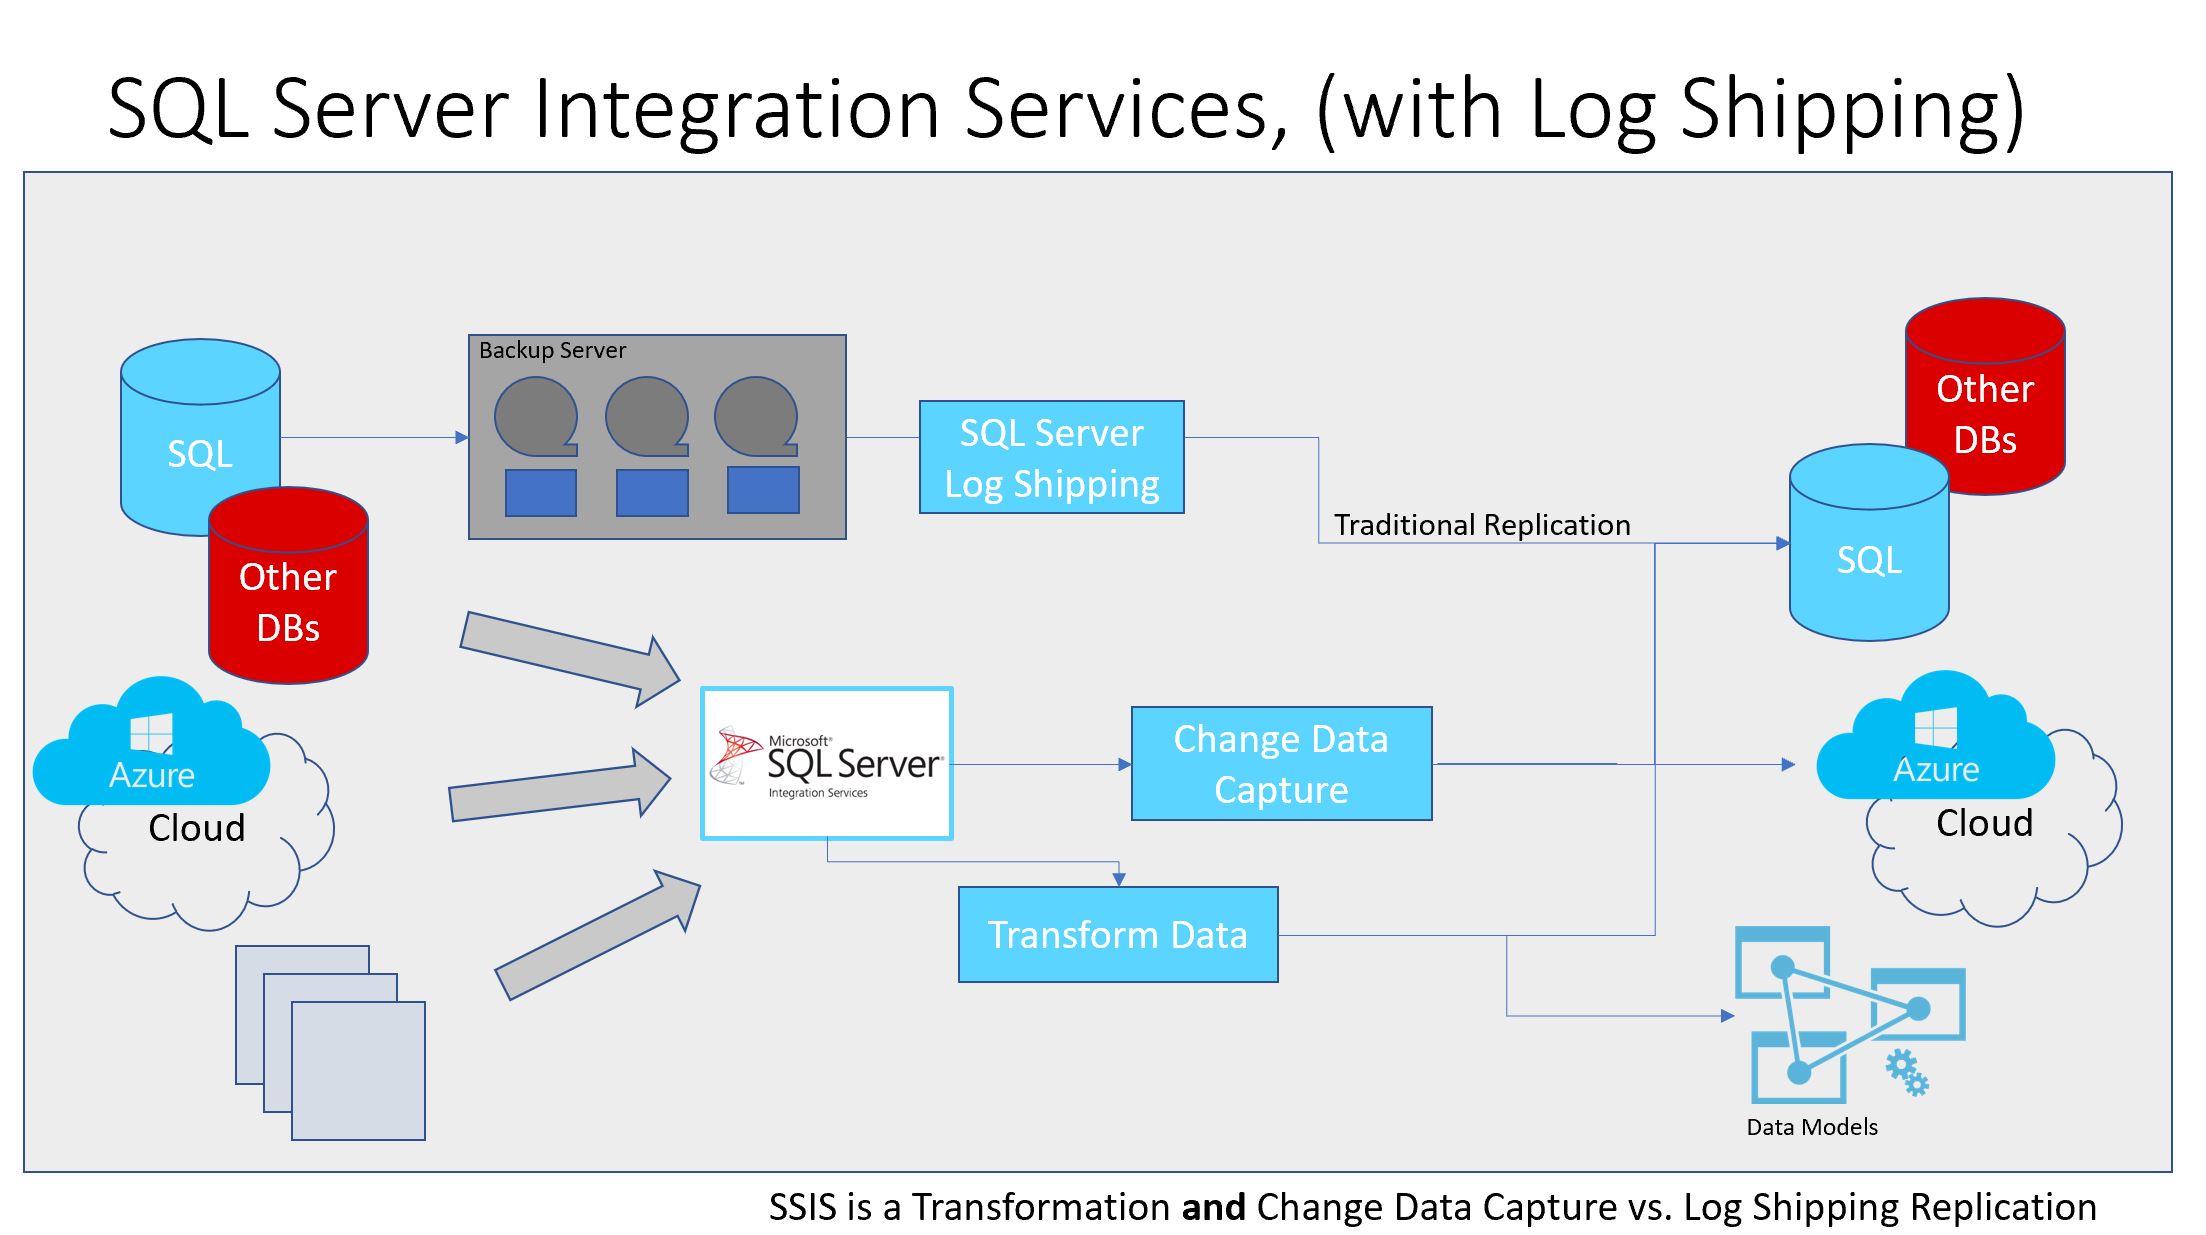 SQL Server Integration Services, (with Log Shipping)
Backup Server
SQL
Other
DBs
SQL Server
Log Shipping
Traditional Replication
Other
DBs
SQL
Azure
Cloud
Microsoft®
SQL Server®
Integration Services
Change Data
Capture
Azure
Cloud
Transform Data
Data Models
SSIS is a Transformation and Change Data Capture vs. Log Shipping Replication